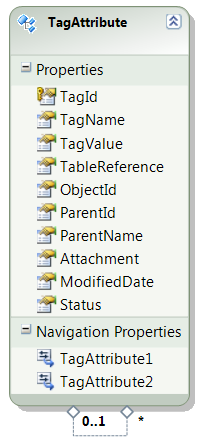 TagAttribute
Properties
TagId
TagName
TagValue
TableReference
ObjectId
ParentId
ParentName
Attachment
ModifiedDate
Status
Navigation Properties
TagAttribute1
TagAttribute2
0..1 *